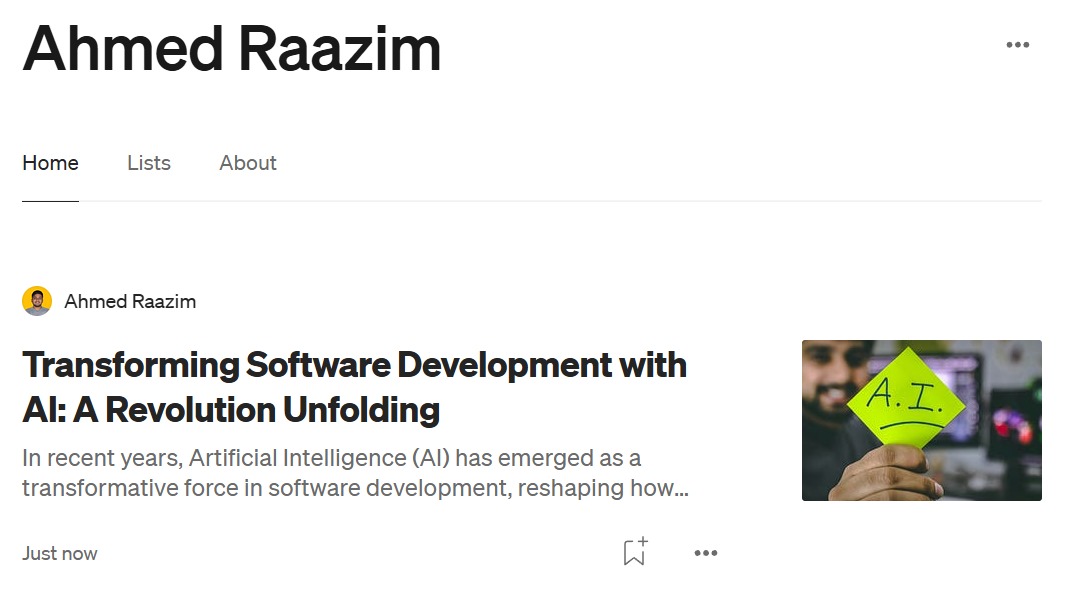 Ahmed Raazim
Home Lists About
Ahmed Raazim
Transforming Software Development with
AI: A Revolution Unfolding
A.I.
In recent years, Artificial Intelligence (AI) has emerged as a
transformative force in software development, reshaping how...
Just now